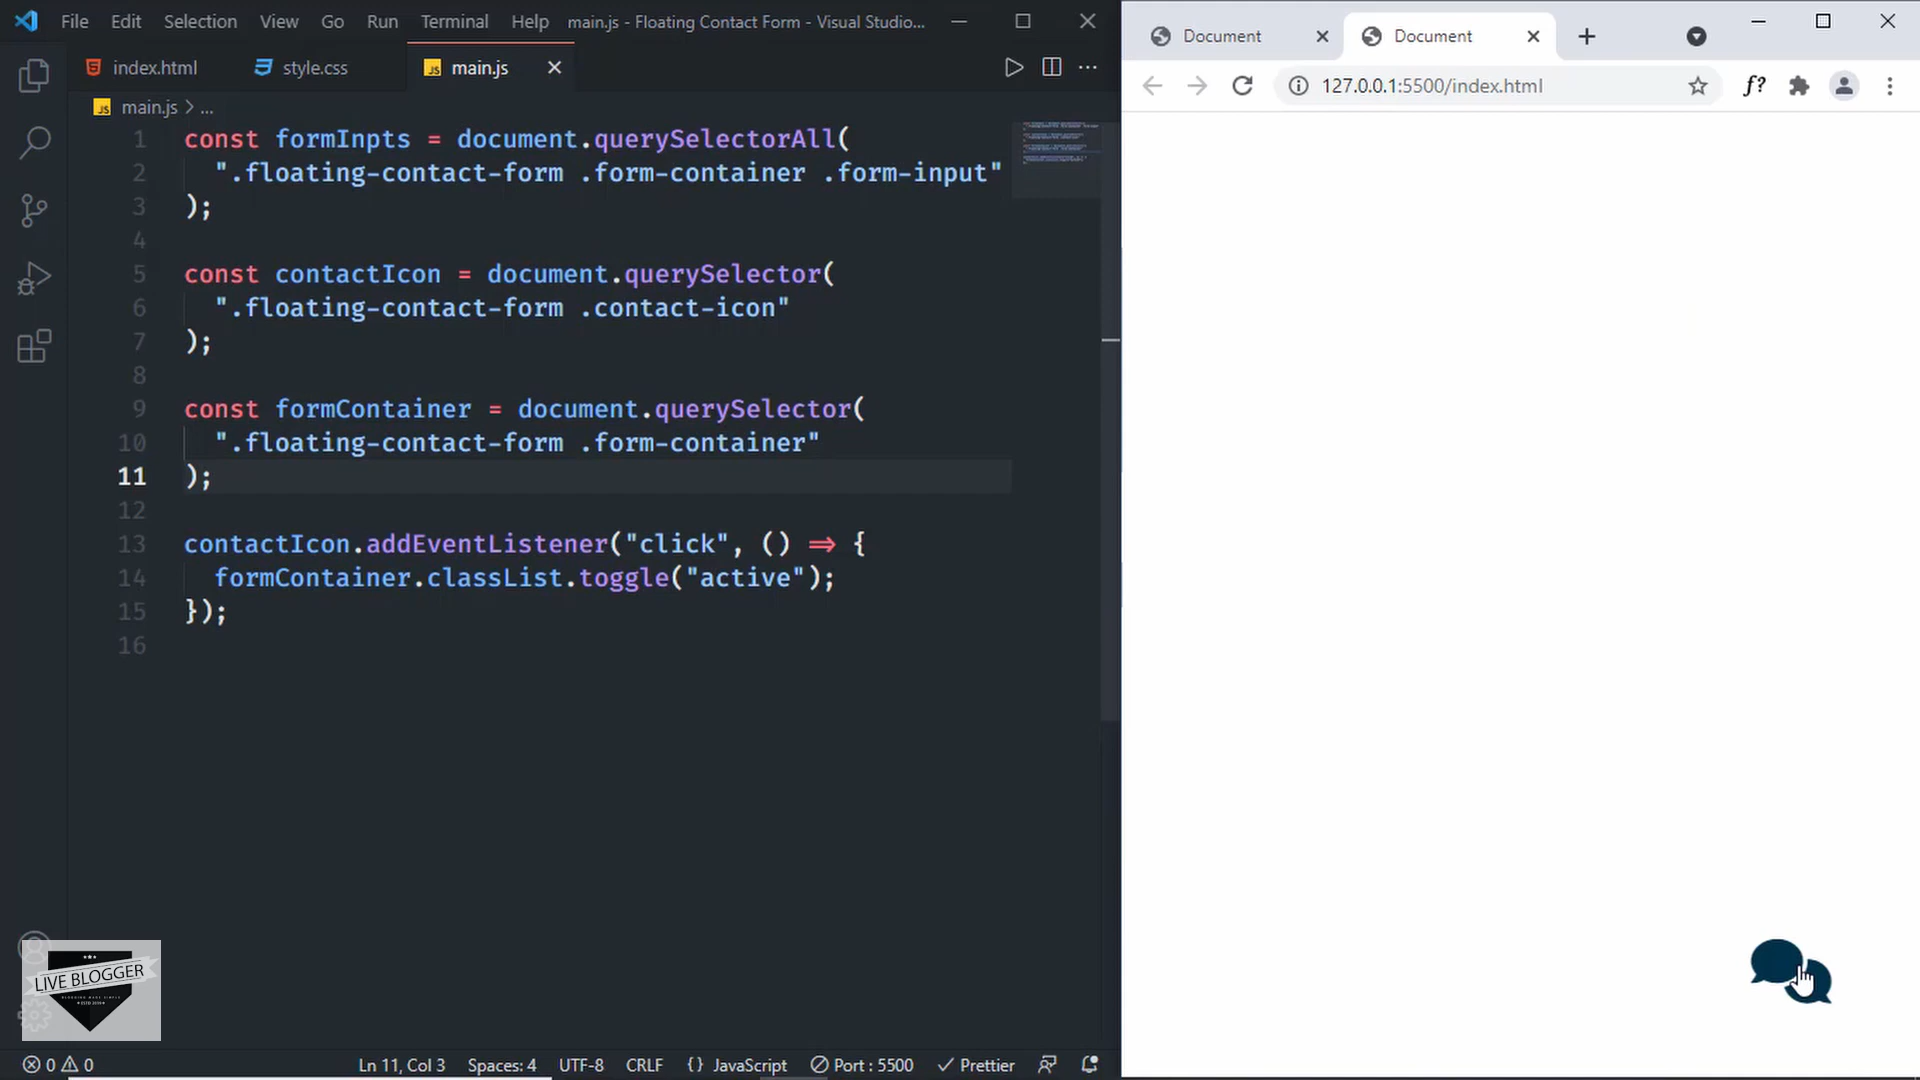 File Edit Selection View Go Run Terminal Help main.js - Floating Contact Form - Visual Studio...
index.html style.css main.js
main.js > ...
1 const formInpts = document.querySelectorAll(
2 ".floating-contact-form .form-container .form-input"
3 );
4
5 const contactIcon = document.querySelector(
6 ".floating-contact-form .contact-icon"
7 );
8
9 const formContainer = document.querySelector(
10 ".floating-contact-form .form-container"
11 );
12
13 contactIcon.addEventListener("click", () => {
14 formContainer.classList.toggle("active");
15 });
16
LIVE BLOGGER
0 0 Ln 11, Col 3 Spaces: 4 UTF-8 CRLF {} JavaScript Port : 5500 Prettier
Document Document
127.0.0.1:5500/index.html f?